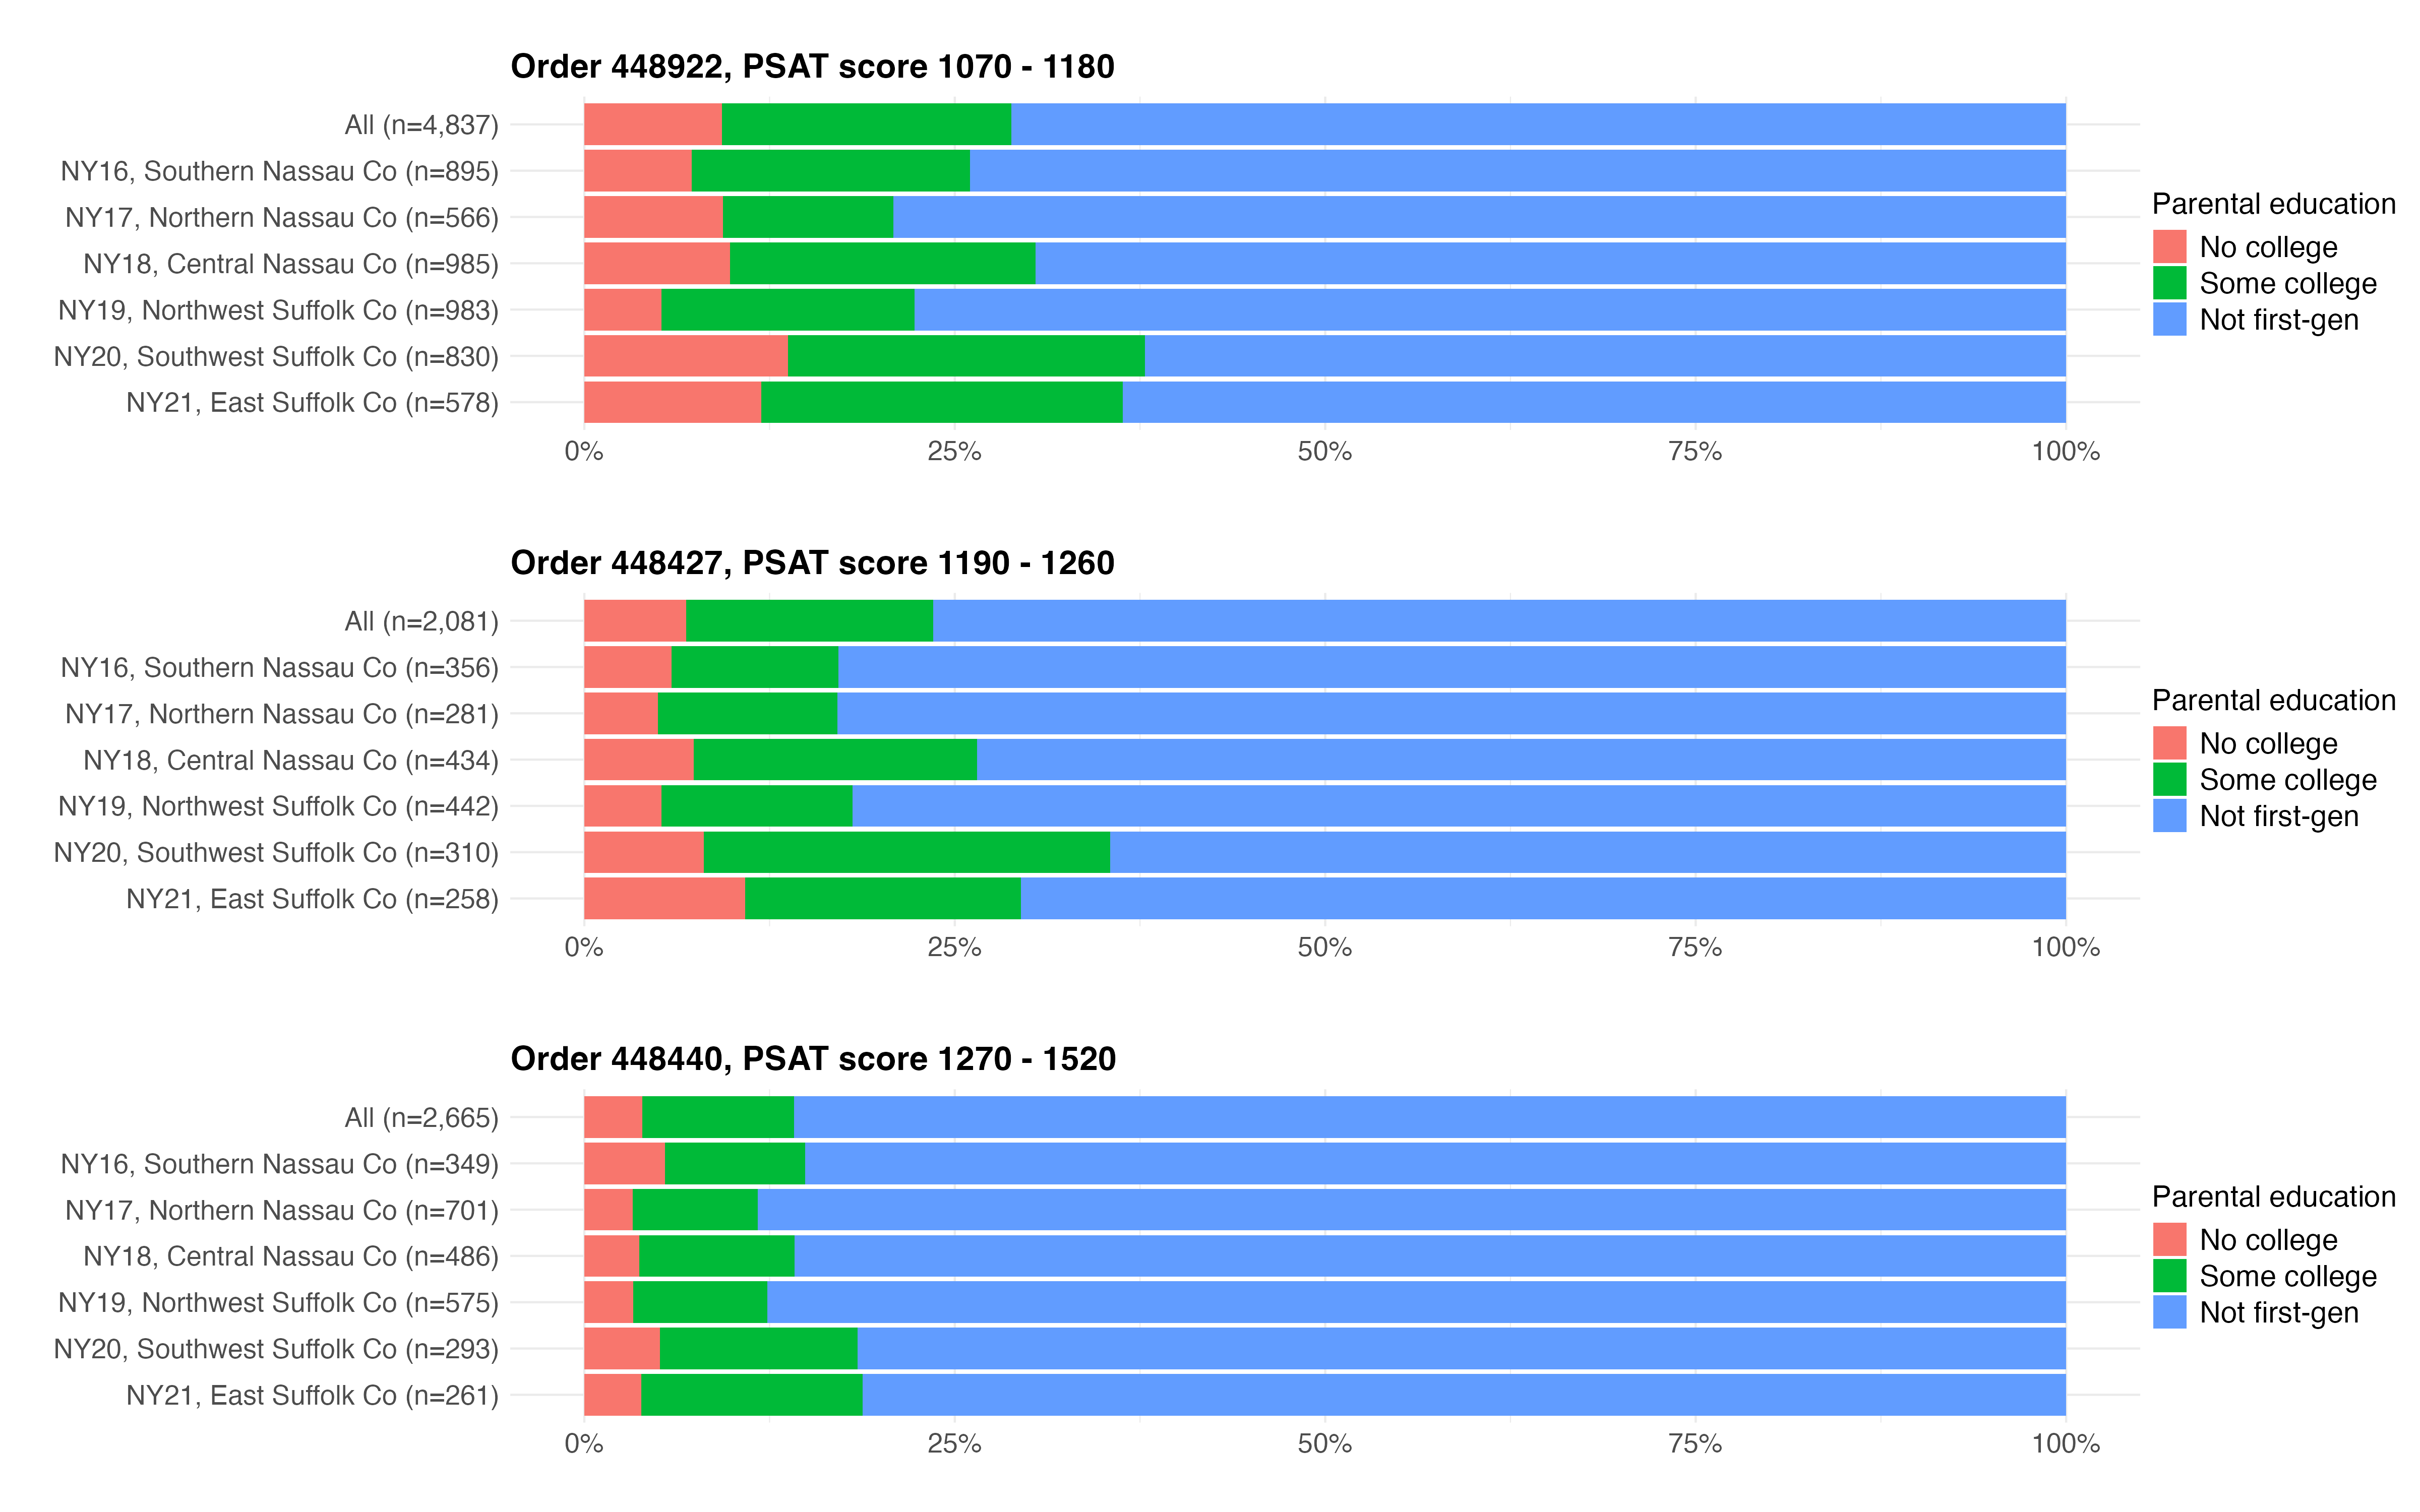 Order 448922, PSAT score 1070 - 1180
All (n=4,837)
NY16, Southern Nassau Co (n=895)
NY17, Northern Nassau Co (n=566)
NY18, Central Nassau Co (n=985)
NY19, Northwest Suffolk Co (n=983)
NY20, Southwest Suffolk Co (n=830)
NY21, East Suffolk Co (n=578)
0% 25% 50% 75% 100%
Parental education
No college
Some college
Not first-gen
Order 448427, PSAT score 1190 - 1260
All (n=2,081)
NY16, Southern Nassau Co (n=356)
NY17, Northern Nassau Co (n=281)
NY18, Central Nassau Co (n=434)
NY19, Northwest Suffolk Co (n=442)
NY20, Southwest Suffolk Co (n=310)
NY21, East Suffolk Co (n=258)
0% 25% 50% 75% 100%
Parental education
No college
Some college
Not first-gen
Order 448440, PSAT score 1270 - 1520
All (n=2,665)
NY16, Southern Nassau Co (n=349)
NY17, Northern Nassau Co (n=701)
NY18, Central Nassau Co (n=486)
NY19, Northwest Suffolk Co (n=575)
NY20, Southwest Suffolk Co (n=293)
NY21, East Suffolk Co (n=261)
0% 25% 50% 75% 100%
Parental education
No college
Some college
Not first-gen